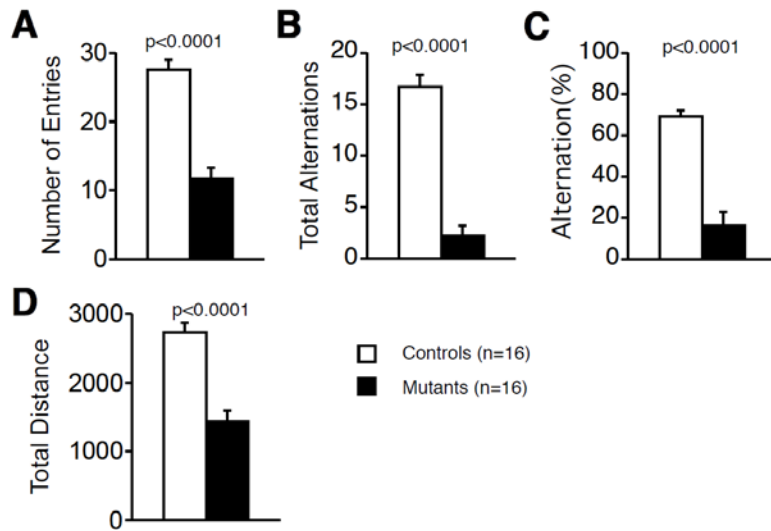 A
p<0.0001
Number of Entries
30
20
10
0
B
p<0.0001
Total Alternations
20
15
10
5
0
C
p<0.0001
Alternation(%)
100
80
60
40
20
0
D
p<0.0001
Total Distance
3000
2000
1000
0
Controls (n=16)
Mutants (n=16)